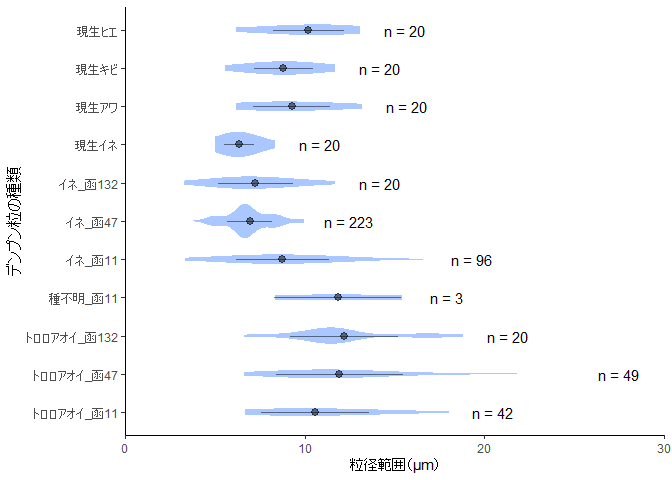 現生ヒエ n = 20
現生キビ n = 20
現生アワ n = 20
現生イネ n = 20
イネ_函132 n = 20
イネ_函47 n = 223
イネ_函11 n = 96
種不明_函11 n = 3
トロロアオイ_函132 n = 20
トロロアオイ_函47 n = 49
トロロアオイ_函11 n = 42
デンプン粒の種類
0 10 20 30
粒径範囲(μm)